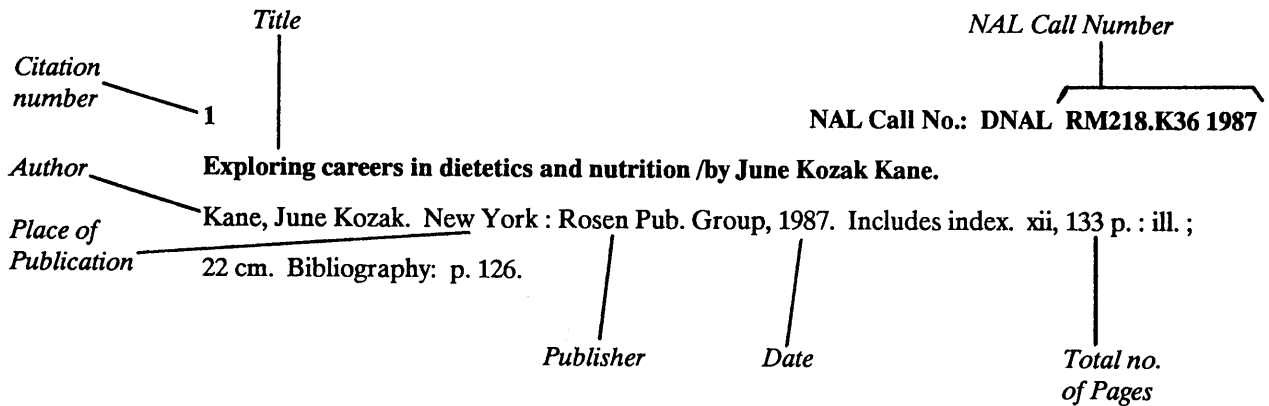 Title
NAL Call Number
Citation
number
1
NAL Call No.: DNAL RM218.K36 1987
Author
Exploring careers in dietetics and nutrition /by June Kozak Kane.
Kane, June Kozak. New York : Rosen Pub. Group, 1987. Includes index. xii, 133 p. : ill. ;
Place of
Publication
22 cm. Bibliography: p. 126.
Publisher
Date
Total no.
of Pages